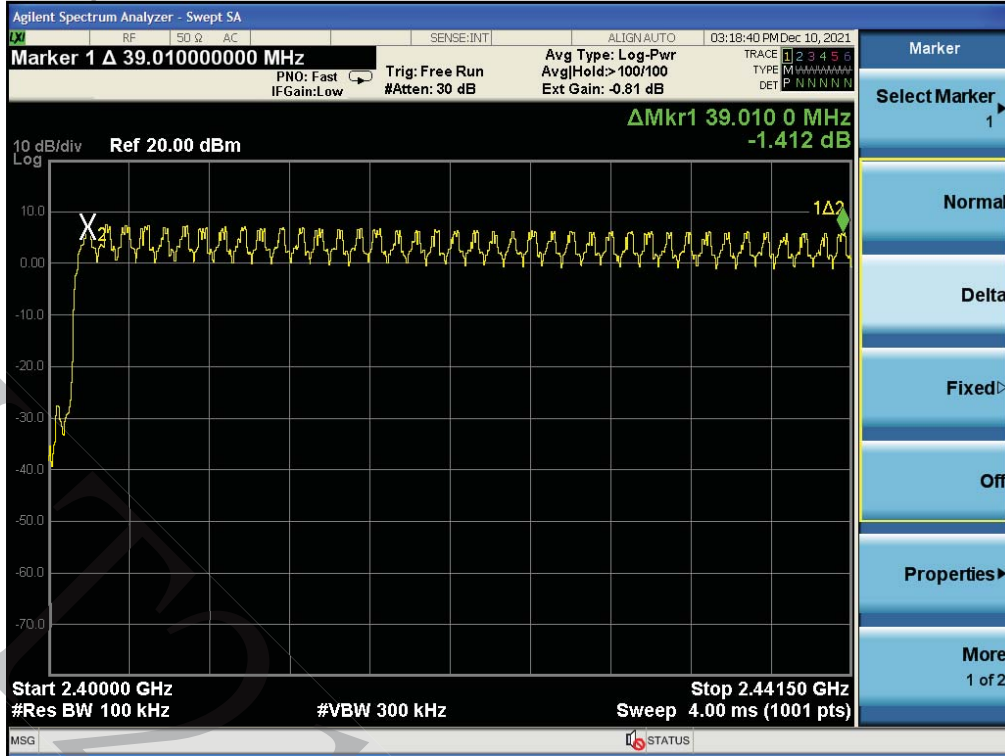 Agilent Spectrum Analyzer - Swept SA
LXI RF 50 Ω AC SENSE:INT ALIGN AUTO 03:18:40 PM Dec 10, 2021
Marker 1 Δ 39.010000000 MHz
PNO: Fast
IFGain:Low
Trig: Free Run
#Atten: 30 dB
Avg Type: Log-Pwr
Avg|Hold:> 100/100
Ext Gain: -0.81 dB
TRACE 1 2 3 4 5 6
TYPE M WWWWW
DET P N N N N N
ΔMkr1 39.010 0 MHz
-1.412 dB
10 dB/div Ref 20.00 dBm
Log
10.0
0.00
-10.0
-20.0
-30.0
-40.0
-50.0
-60.0
-70.0
X2
1Δ2
Start 2.40000 GHz Stop 2.44150 GHz
#Res BW 100 kHz #VBW 300 kHz Sweep 4.00 ms (1001 pts)
MSG STATUS
Marker
Select Marker
1
Normal
Delta
Fixed
Off
Properties
More
1 of 2